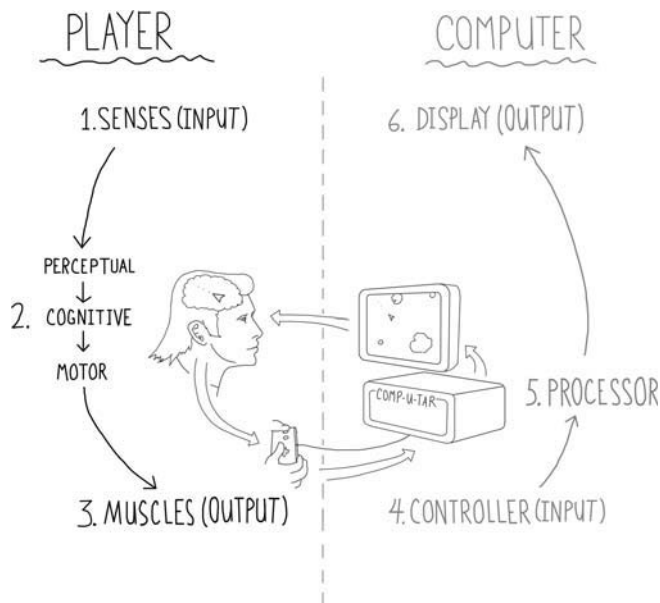 PLAYER
1. SENSES (INPUT)
PERCEPTUAL
2. COGNITIVE
MOTOR
3. MUSCLES (OUTPUT)
COMPUTER
6. DISPLAY (OUTPUT)
COMP-U-TAR
5. PROCESSOR
4. CONTROLLER (INPUT)